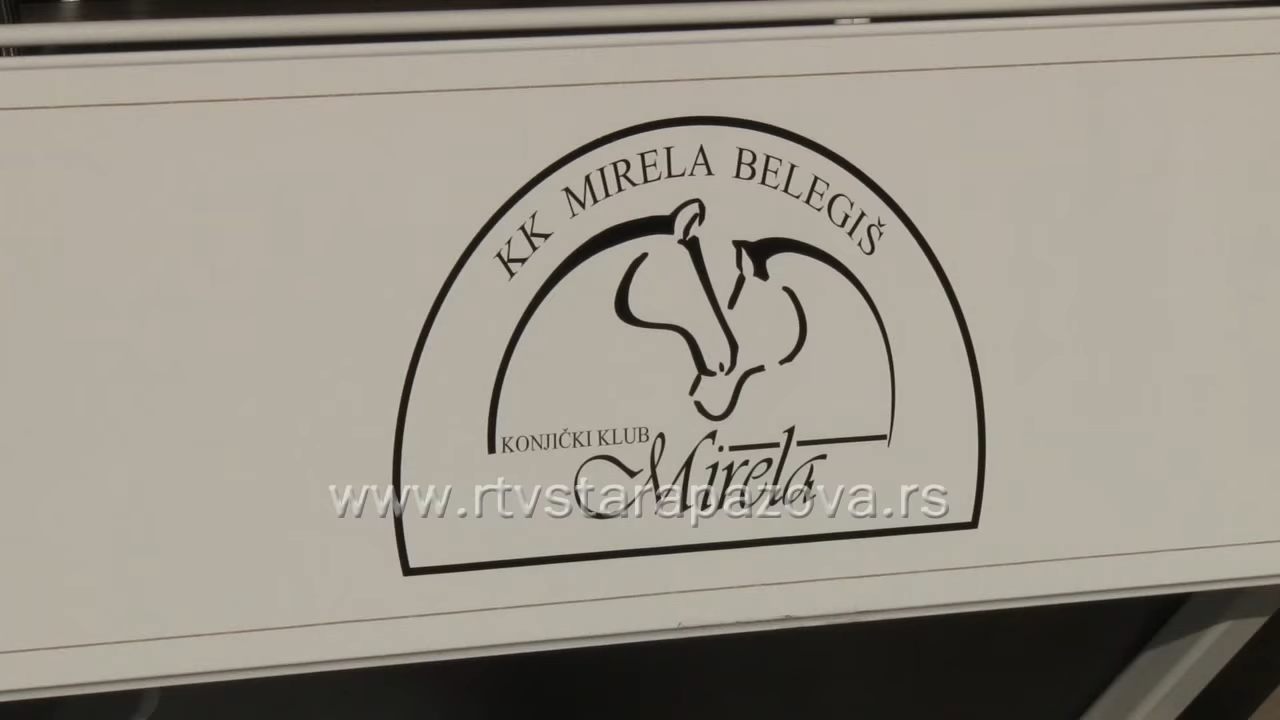 KK MIRELA BELEGIŠ
KONJIČKI KLUB
Mirela
www.rtvstarapazova.rs